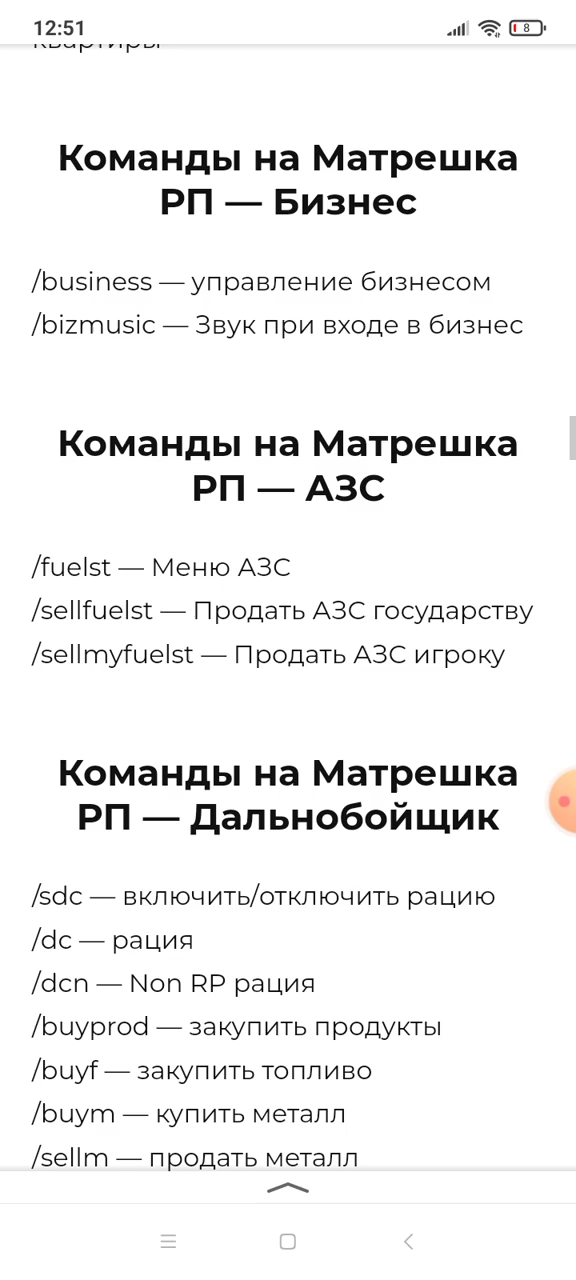 12:51
8
квартиры
Команды на Матрешка
РП — Бизнес
/business — управление бизнесом
/bizmusic — Звук при входе в бизнес
Команды на Матрешка
РП — АЗС
/fuelst — Меню АЗС
/sellfuelst — Продать АЗС государству
/sellmyfuelst — Продать АЗС игроку
Команды на Матрешка
РП — Дальнобойщик
/sdc — включить/отключить рацию
/dc — рация
/dcn — Non RP рация
/buyprod — закупить продукты
/buyf — закупить топливо
/buym — купить металл
/sellm — продать металл